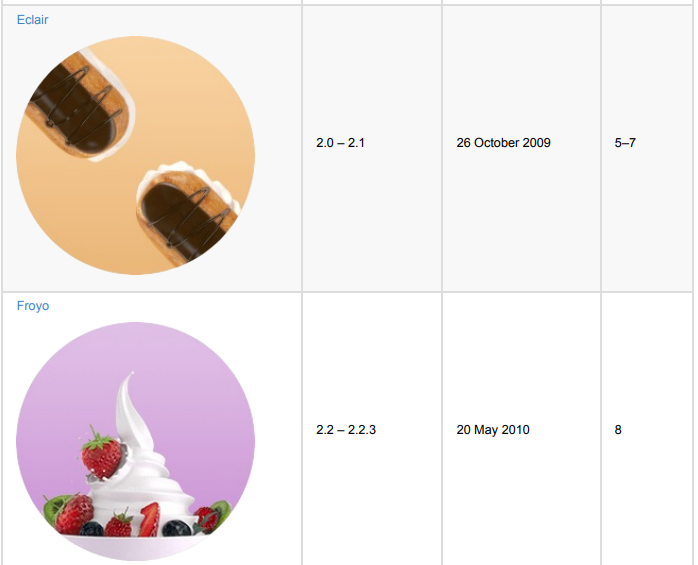 Eclair
2.0 – 2.1
26 October 2009
5–7
Froyo
2.2 – 2.2.3
20 May 2010
8